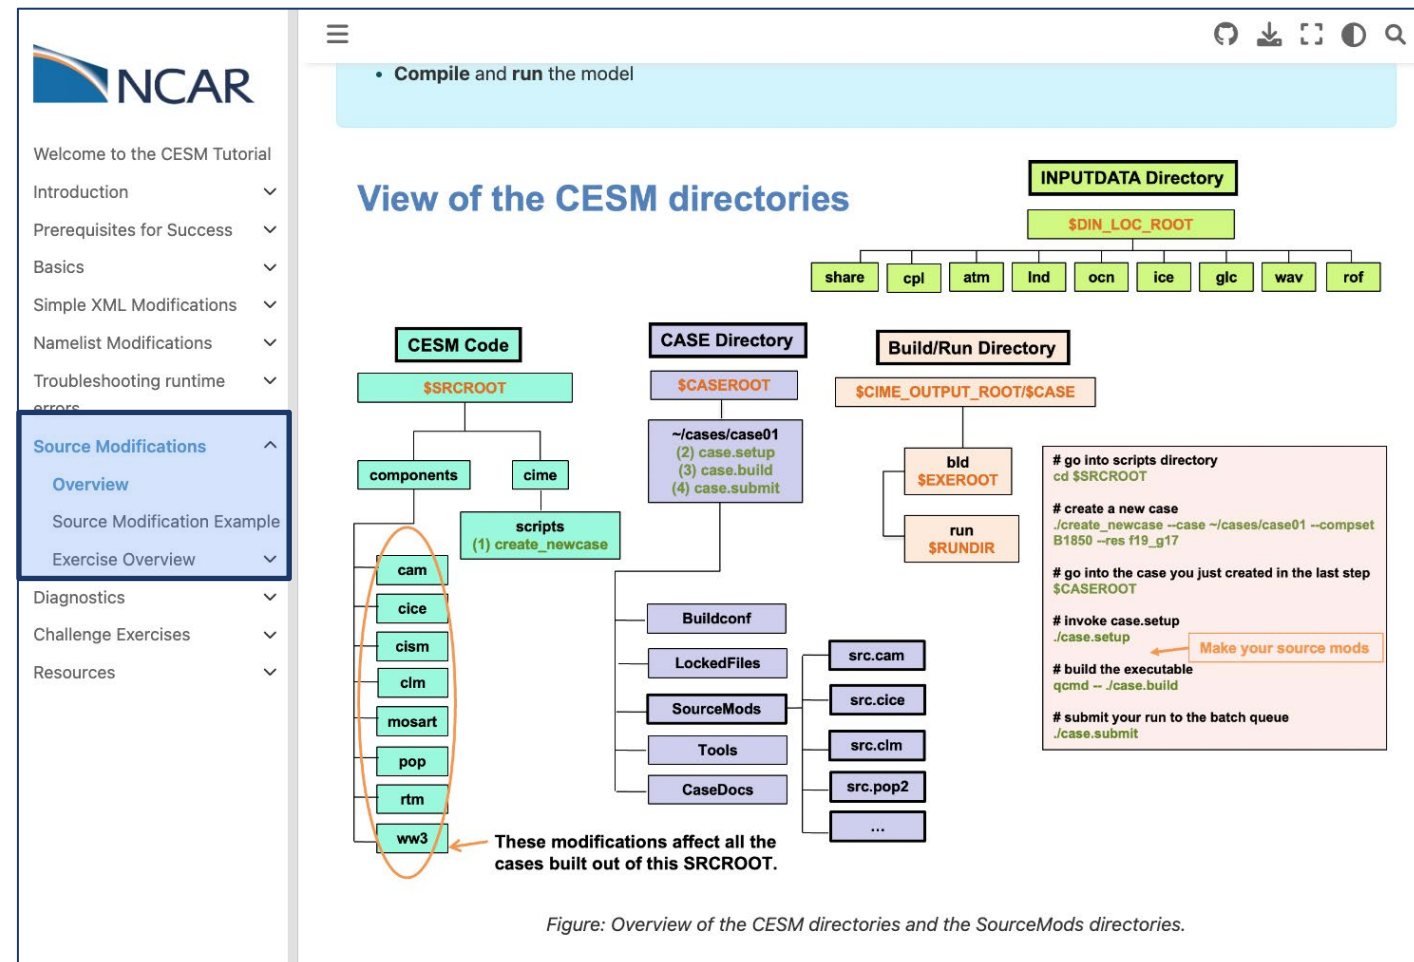 NCAR
Welcome to the CESM Tutorial
Introduction
Prerequisites for Success
Basics
Simple XML Modifications
Namelist Modifications
Troubleshooting runtime
errors
Source Modifications
Overview
Source Modification Example
Exercise Overview
Diagnostics
Challenge Exercises
Resources
• Compile and run the model
View of the CESM directories
INPUTDATA Directory
$DIN_LOC_ROOT
share cpl atm lnd ocn ice glc wav rof
CESM Code
$SRCROOT
components
cime
scripts
(1) create_newcase
cam
cice
cism
clm
mosart
pop
rtm
ww3
These modifications affect all the
cases built out of this SRCROOT.
CASE Directory
$CASEROOT
~/cases/case01
(2) case.setup
(3) case.build
(4) case.submit
Buildconf
LockedFiles
SourceMods
Tools
CaseDocs
src.cam
src.cice
src.clm
src.pop2
...
Build/Run Directory
$CIME_OUTPUT_ROOT/$CASE
bld
$EXEROOT
run
$RUNDIR
# go into scripts directory
cd $SRCROOT
# create a new case
./create_newcase --case ~/cases/case01 --compset
B1850 --res f19_g17
# go into the case you just created in the last step
$CASEROOT
# invoke case.setup
./case.setup
Make your source mods
# build the executable
qcmd -- ./case.build
# submit your run to the batch queue
./case.submit
Figure: Overview of the CESM directories and the SourceMods directories.